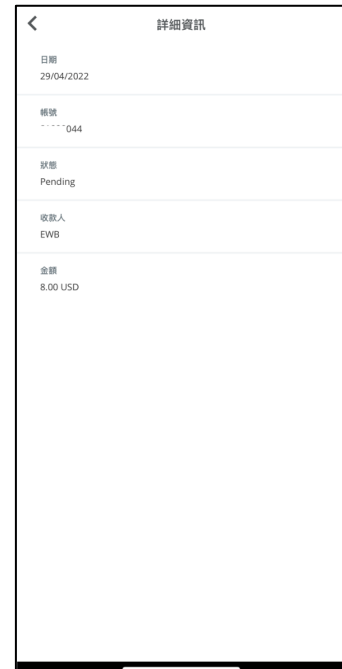 詳細資訊
日期
29/04/2022
帳號
044
狀態
Pending
收款人
EWB
金額
8.00 USD